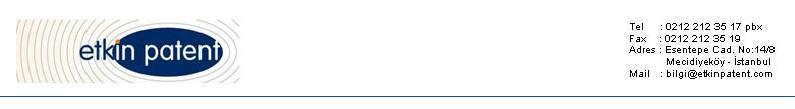 etkin patent
Tel : 0212 212 35 17 pbx
Fax : 0212 212 35 19
Adres : Esentepe Cad. No:14/8
Mecidiyeköy - İstanbul
Mail : bilgi@etkinpatent.com